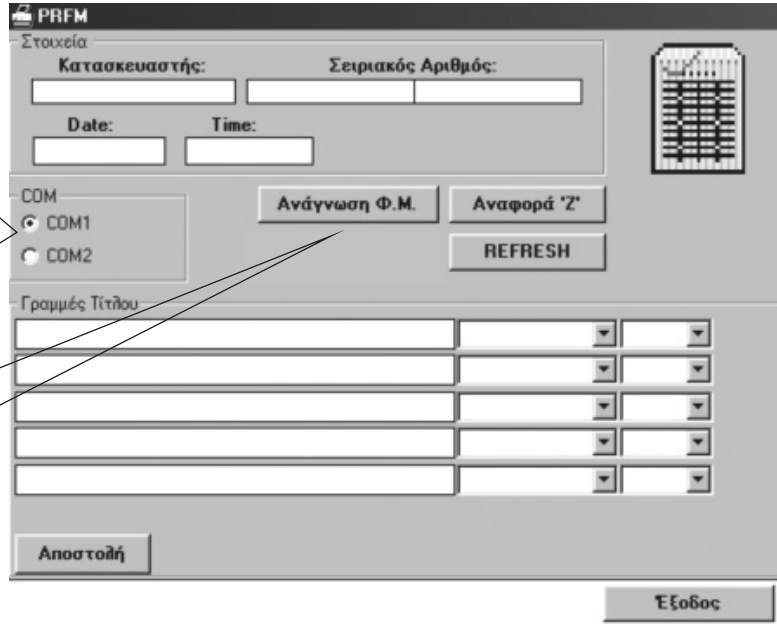 PRFM
Στοιχεία
Κατασκευαστής: Σειριακός Αριθμός:
Date: Time:
COM
COM1
COM2
Ανάγνωση Φ.Μ. Αναφορά 'Ζ'
REFRESH
Γραμμές Τίτλου
Αποστολή
Έξοδος